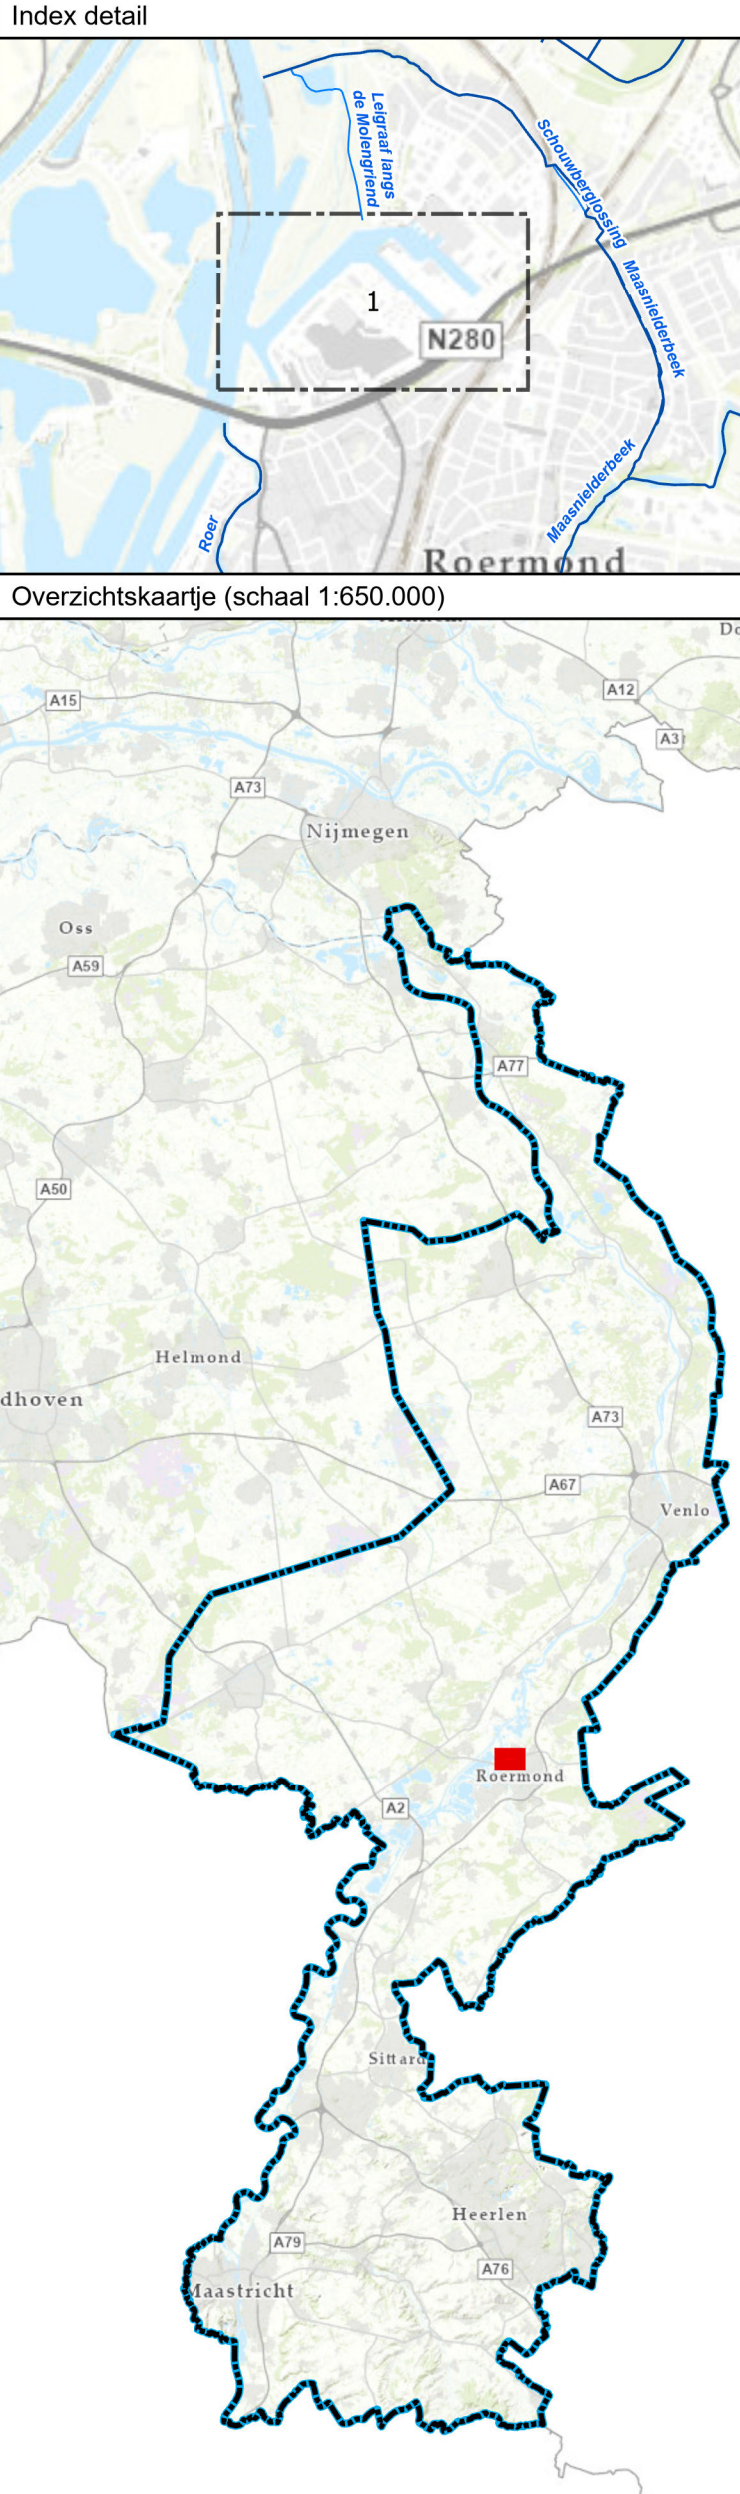 Index detail
Leigraaf langs
de Molengriend
Schouwberglossing
Maasnielderbeek
1
N280
Maasnielderbeek
Roer
Roermond
Overzichtskaartje (schaal 1:650.000)
A15
A12
A3
A73
Nijmegen
Oss
A59
A77
A50
Helmond
dhoven
A73
A67
Venlo
Roermond
A2
Sittard
Heerlen
A79
A76
Maastricht